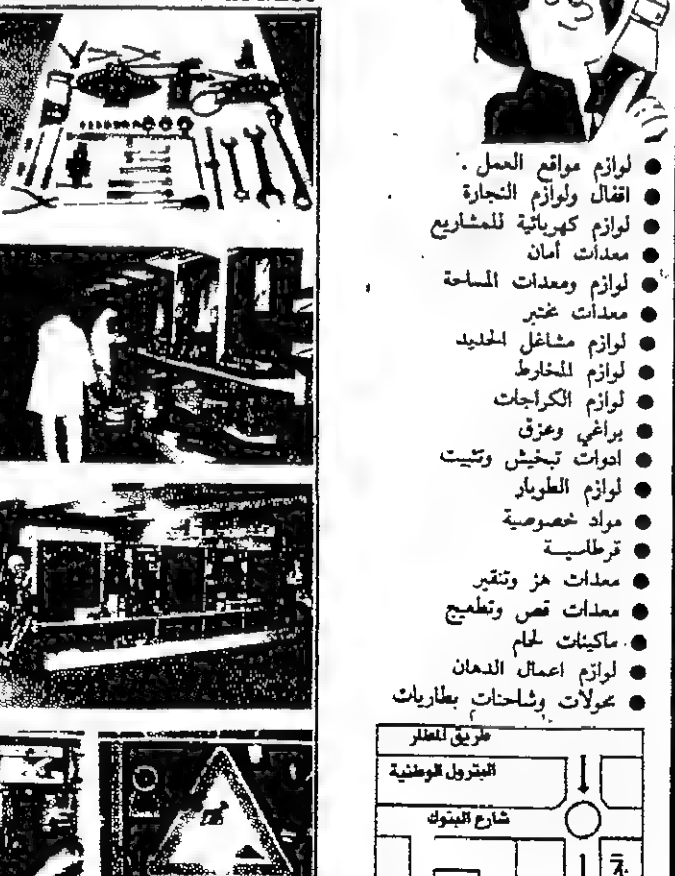 لوازم مواقع العمل .
اقفال ولوازم النجارة
لوازم كهربائية للمشاريع
معدات أمان
لوازم ومعدات المساحة
معدات مختبر
لوازم مشاغل الحديد
لوازم المخارط
لوازم الكراجات
براغي وعزق
ادوات تبخيش وتثبيت
لوازم الطوبار
مواد خصوصية
قرطاسيـــة
معدات هز وتنقير
معدات قص وتطعيج
ماكينات لحام
لوازم اعمال الدهان
محولات وشاحنات بطاريات
طريق المطار
البترول الوطنية
شارع البنوك